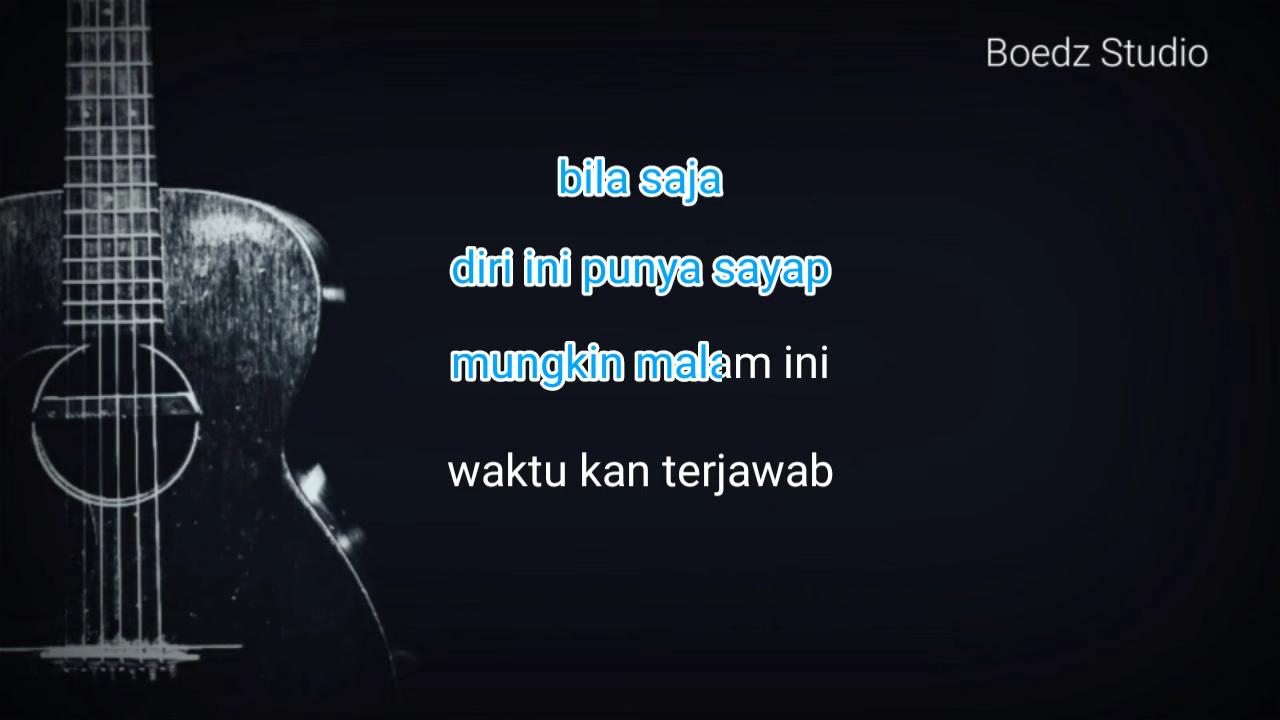 Boedz Studio
bila saja
diri ini punya sayap
mungkin malam ini
waktu kan terjawab